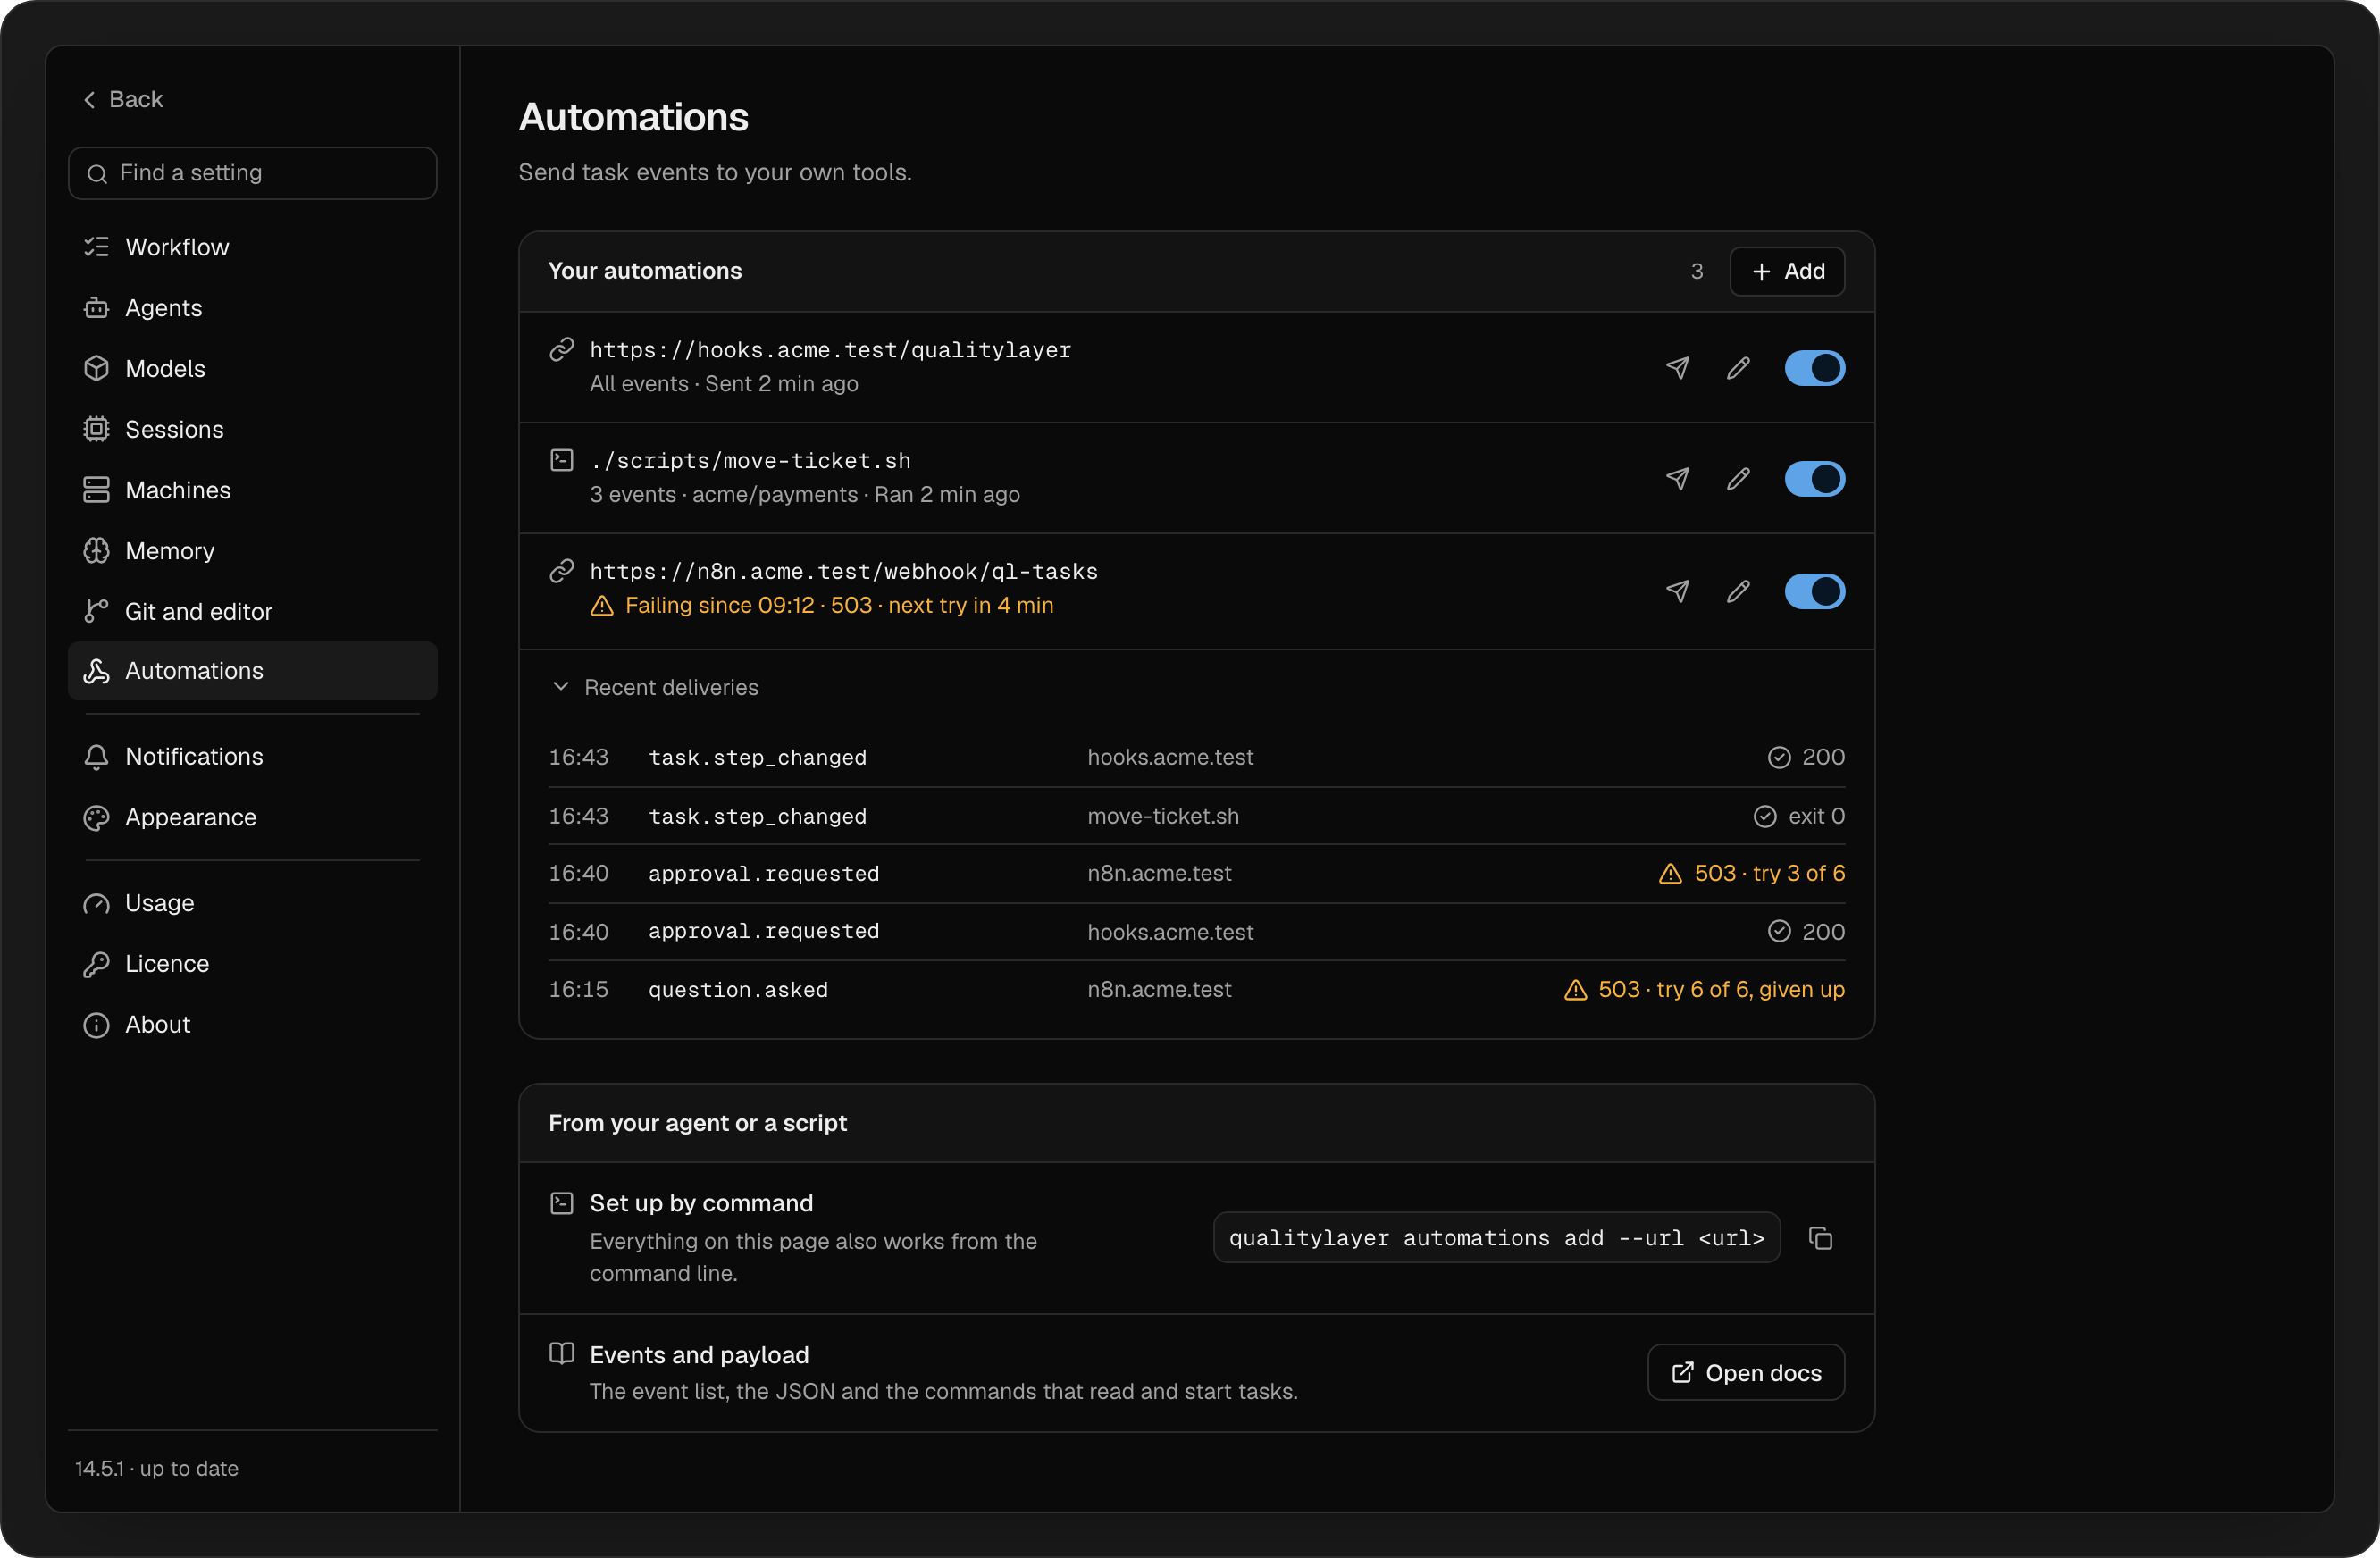 Back
Find a setting
Workflow
Agents
Models
Sessions
Machines
Memory
Git and editor
Automations
Notifications
Appearance
Usage
Licence
About
14.5.1 · up to date
Automations
Send task events to your own tools.
Your automations 3 Add
https://hooks.acme.test/qualitylayer
All events · Sent 2 min ago
./scripts/move-ticket.sh
3 events · acme/payments · Ran 2 min ago
https://n8n.acme.test/webhook/ql-tasks
Failing since 09:12 · 503 · next try in 4 min
Recent deliveries
16:43 task.step_changed hooks.acme.test 200
16:43 task.step_changed move-ticket.sh exit 0
16:40 approval.requested n8n.acme.test 503 · try 3 of 6
16:40 approval.requested hooks.acme.test 200
16:15 question.asked n8n.acme.test 503 · try 6 of 6, given up
From your agent or a script
Set up by command
Everything on this page also works from the
command line.
qualitylayer automations add --url <url>
Events and payload
The event list, the JSON and the commands that read and start tasks.
Open docs